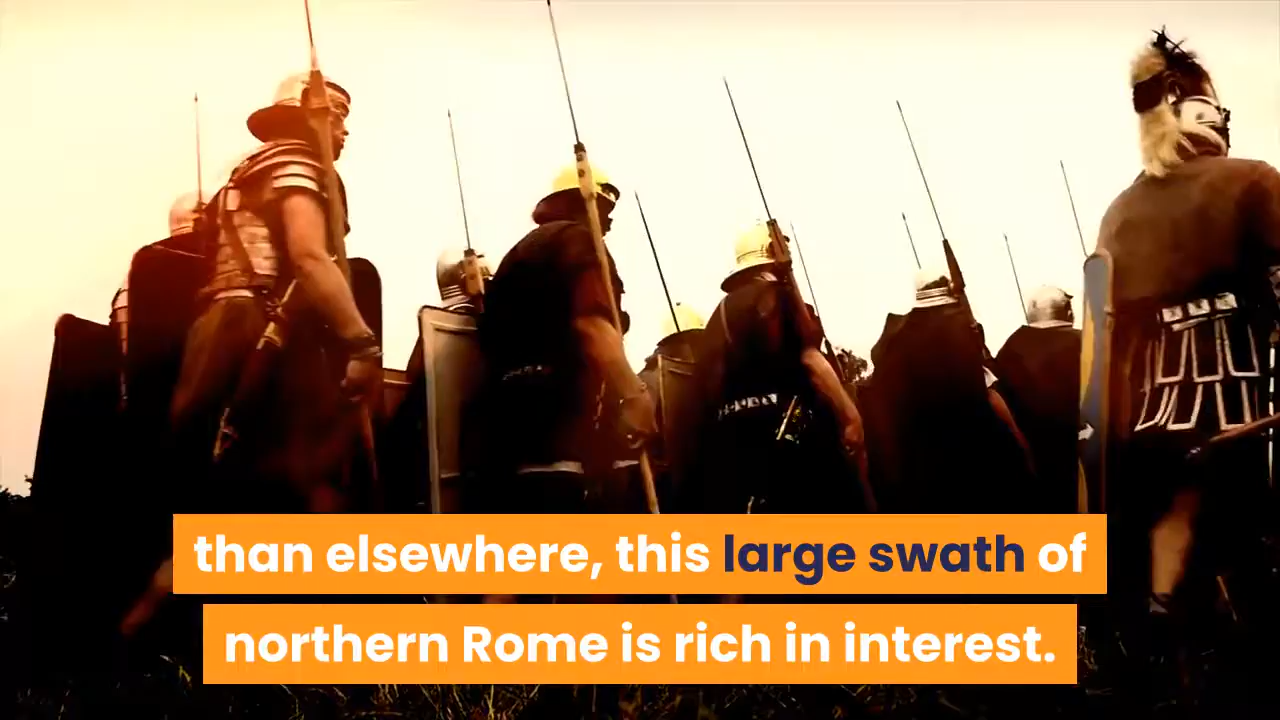 than elsewhere, this large swath of
northern Rome is rich in interest.